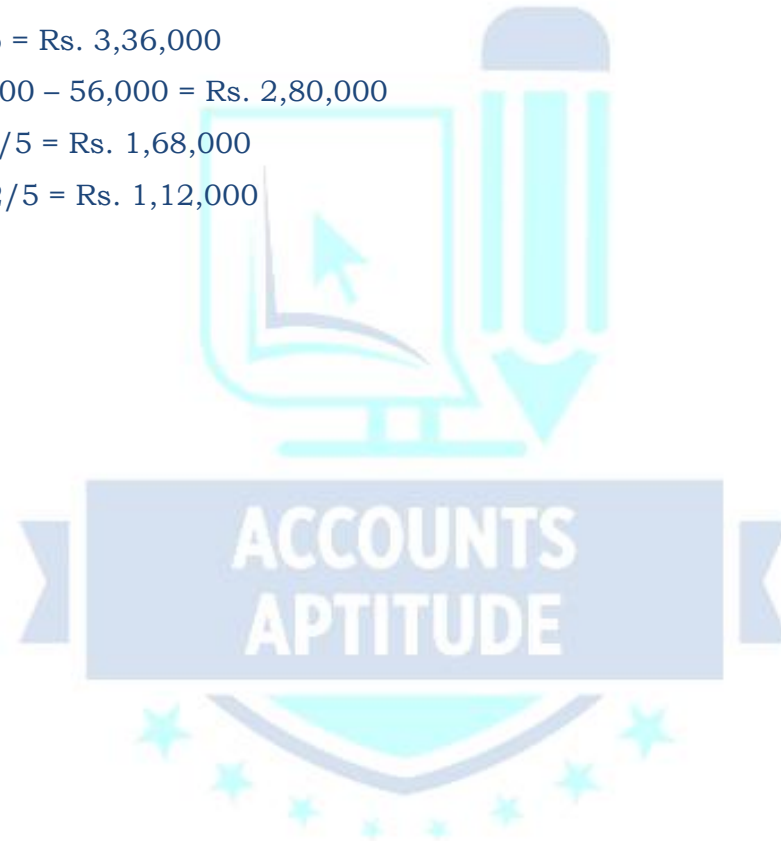 = Rs. 3,36,000
00 – 56,000 = Rs. 2,80,000
/5 = Rs. 1,68,000
2/5 = Rs. 1,12,000
ACCOUNTS
APTITUDE